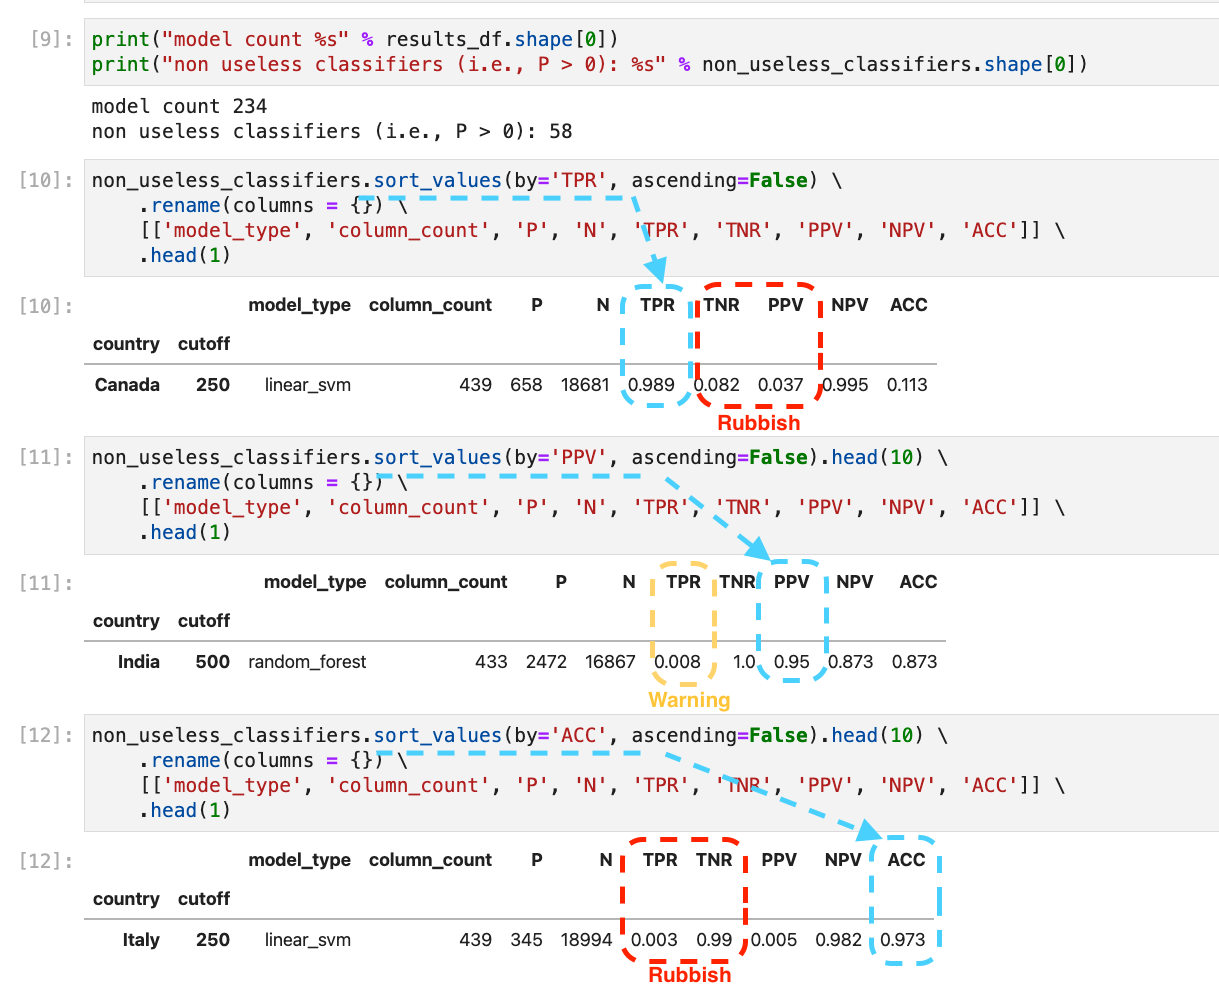 [9]: print("model count %s" % results_df.shape[0])
print("non useless classifiers (i.e., P > 0): %s" % non_useless_classifiers.shape[0])
model count 234
non useless classifiers (i.e., P > 0): 58
[10]: non_useless_classifiers.sort_values(by='TPR', ascending=False) \
.rename(columns = {}) \
[['model_type', 'column_count', 'P', 'N', 'TPR', 'TNR', 'PPV', 'NPV', 'ACC']] \
.head(1)
[10]: model_type column_count P N TPR TNR PPV NPV ACC
country cutoff
Canada 250 linear_svm 439 658 18681 0.989 0.082 0.037 0.995 0.113
Rubbish
[11]: non_useless_classifiers.sort_values(by='PPV', ascending=False).head(10) \
.rename(columns = {}) \
[['model_type', 'column_count', 'P', 'N', 'TPR', 'TNR', 'PPV', 'NPV', 'ACC']] \
.head(1)
[11]: model_type column_count P N TPR TNR PPV NPV ACC
country cutoff
India 500 random_forest 433 2472 16867 0.008 1.0 0.95 0.873 0.873
Warning
[12]: non_useless_classifiers.sort_values(by='ACC', ascending=False).head(10) \
.rename(columns = {}) \
[['model_type', 'column_count', 'P', 'N', 'TPR', 'TNR', 'PPV', 'NPV', 'ACC']] \
.head(1)
[12]: model_type column_count P N TPR TNR PPV NPV ACC
country cutoff
Italy 250 linear_svm 439 345 18994 0.003 0.99 0.005 0.982 0.973
Rubbish